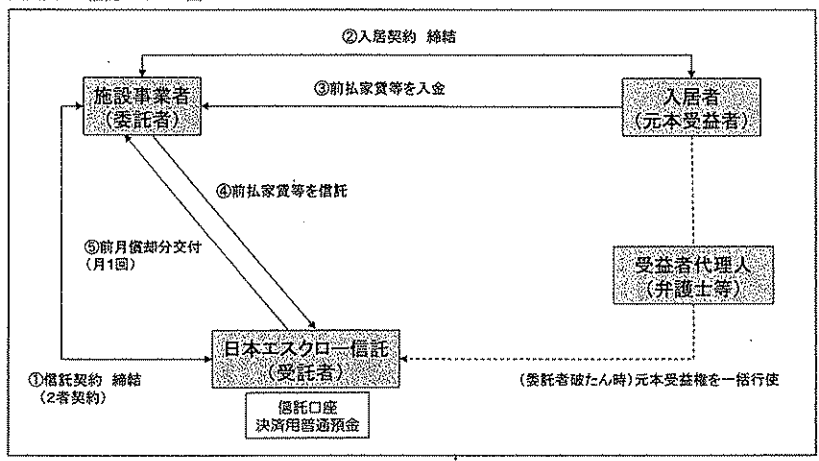 ②入居契約 締結
施設事業者
(委託者)
③前払家賃等を入金
入居者
(元本受益者)
④前払家賃等を信託
⑤前月償却分交付
(月1回)
受益者代理人
(弁護士等)
日本エスクロー信託
(受託者)
①信託契約 締結
(2者契約)
(委託者破たん時)元本受益権を一括行使
信託口座
決済用普通預金